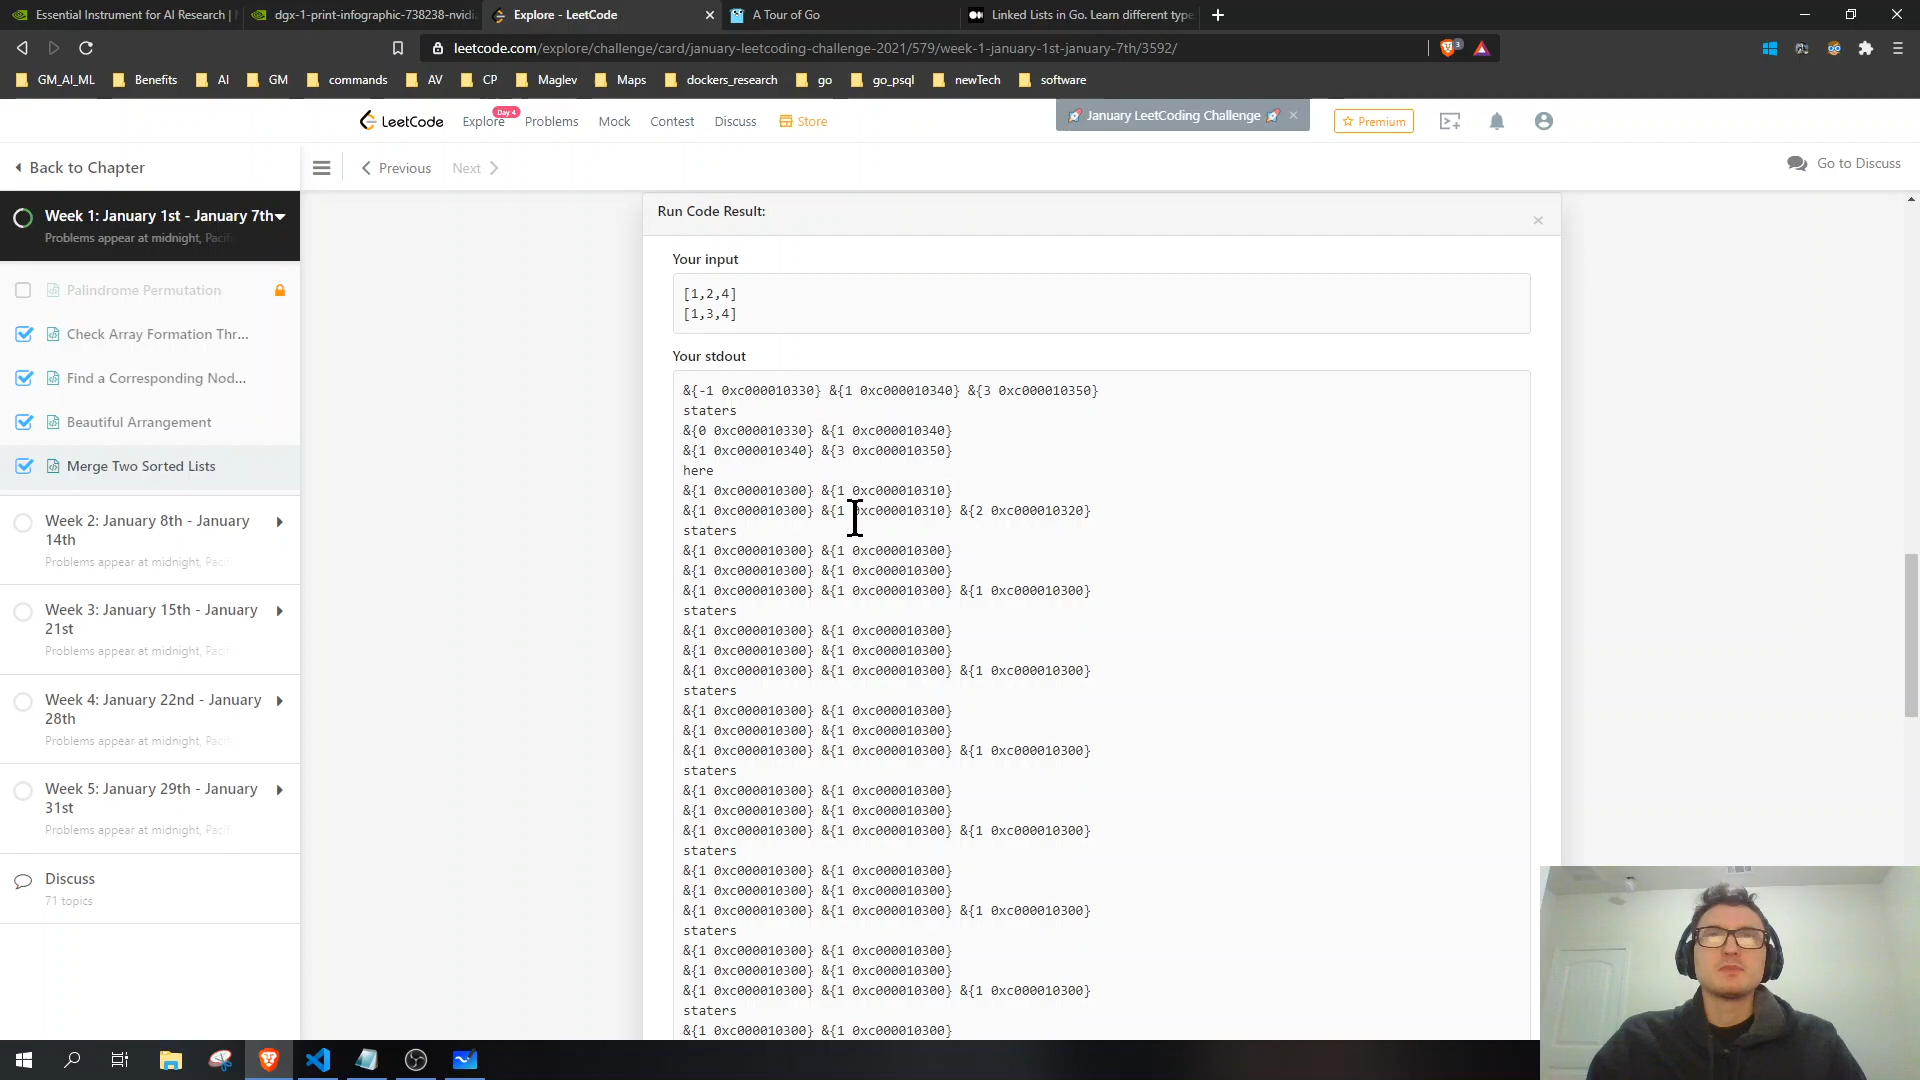 Essential Instrument for AI Research |
dgx-1-print-infographic-738238-nvidi
Explore - LeetCode
A Tour of Go
Linked Lists in Go. Learn different type
leetcode.com/explore/challenge/card/january-leetcoding-challenge-2021/579/week-1-january-1st-january-7th/3592/
3
GM_AI_ML
Benefits
AI
GM
commands
AV
CP
Maglev
Maps
dockers_research
go
go_psql
newTech
software
LeetCode
Explore
Day 4
Problems
Mock
Contest
Discuss
Store
January LeetCoding Challenge
Premium
Back to Chapter
Previous
Next
Go to Discuss
Week 1: January 1st - January 7th
Problems appear at midnight, Pacif
Palindrome Permutation
Check Array Formation Thr...
Find a Corresponding Nod...
Beautiful Arrangement
Merge Two Sorted Lists
Week 2: January 8th - January
14th
Problems appear at midnight, Pacif
Week 3: January 15th - January
21st
Problems appear at midnight, Pacif
Week 4: January 22nd - January
28th
Problems appear at midnight, Pacif
Week 5: January 29th - January
31st
Problems appear at midnight, Pacif
Discuss
71 topics
Run Code Result:
Your input
[1,2,4]
[1,3,4]
Your stdout
&{-1 0xc000010330} &{1 0xc000010340} &{3 0xc000010350}
staters
&{0 0xc000010330} &{1 0xc000010340}
&{1 0xc000010340} &{3 0xc000010350}
here
&{1 0xc000010300} &{1 0xc000010310}
&{1 0xc000010300} &{1 0xc000010310} &{2 0xc000010320}
staters
&{1 0xc000010300} &{1 0xc000010300}
&{1 0xc000010300} &{1 0xc000010300}
&{1 0xc000010300} &{1 0xc000010300} &{1 0xc000010300}
staters
&{1 0xc000010300} &{1 0xc000010300}
&{1 0xc000010300} &{1 0xc000010300}
&{1 0xc000010300} &{1 0xc000010300} &{1 0xc000010300}
staters
&{1 0xc000010300} &{1 0xc000010300}
&{1 0xc000010300} &{1 0xc000010300}
&{1 0xc000010300} &{1 0xc000010300} &{1 0xc000010300}
staters
&{1 0xc000010300} &{1 0xc000010300}
&{1 0xc000010300} &{1 0xc000010300}
&{1 0xc000010300} &{1 0xc000010300} &{1 0xc000010300}
staters
&{1 0xc000010300} &{1 0xc000010300}
&{1 0xc000010300} &{1 0xc000010300}
&{1 0xc000010300} &{1 0xc000010300} &{1 0xc000010300}
staters
&{1 0xc000010300} &{1 0xc000010300}
&{1 0xc000010300} &{1 0xc000010300}
&{1 0xc000010300} &{1 0xc000010300} &{1 0xc000010300}
staters
&{1 0xc000010300} &{1 0xc000010300}